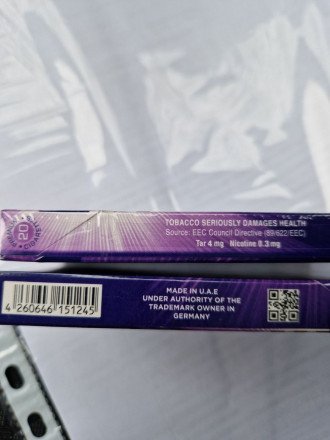 20
TOBACCO SERIOUSLY DAMAGES HEALTH
Source: EEC Council Directive (89/622/EEC)
Tar 4 mg Nicotine 0.3 mg
MADE IN U.A.E
UNDER AUTHORITY OF THE
TRADEMARK OWNER IN
GERMANY
4 260646 151245